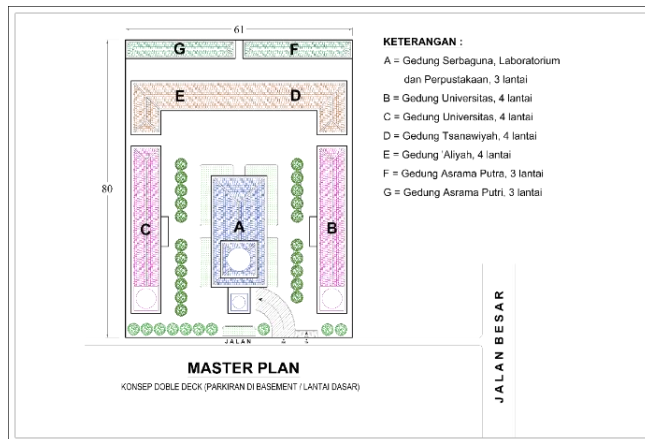 61
G
F
E
D
80
C
A
B
KETERANGAN :
A = Gedung Serbaguna, Laboratorium
dan Perpustakaan, 3 lantai
B = Gedung Universitas, 4 lantai
C = Gedung Universitas, 4 lantai
D = Gedung Tsanawiyah, 4 lantai
E = Gedung 'Aliyah, 4 lantai
F = Gedung Asrama Putra, 3 lantai
G = Gedung Asrama Putri, 3 lantai
JALAN
JALAN BESAR
MASTER PLAN
KONSEP DOBLE DECK (PARKIRAN DI BASEMENT / LANTAI DASAR)